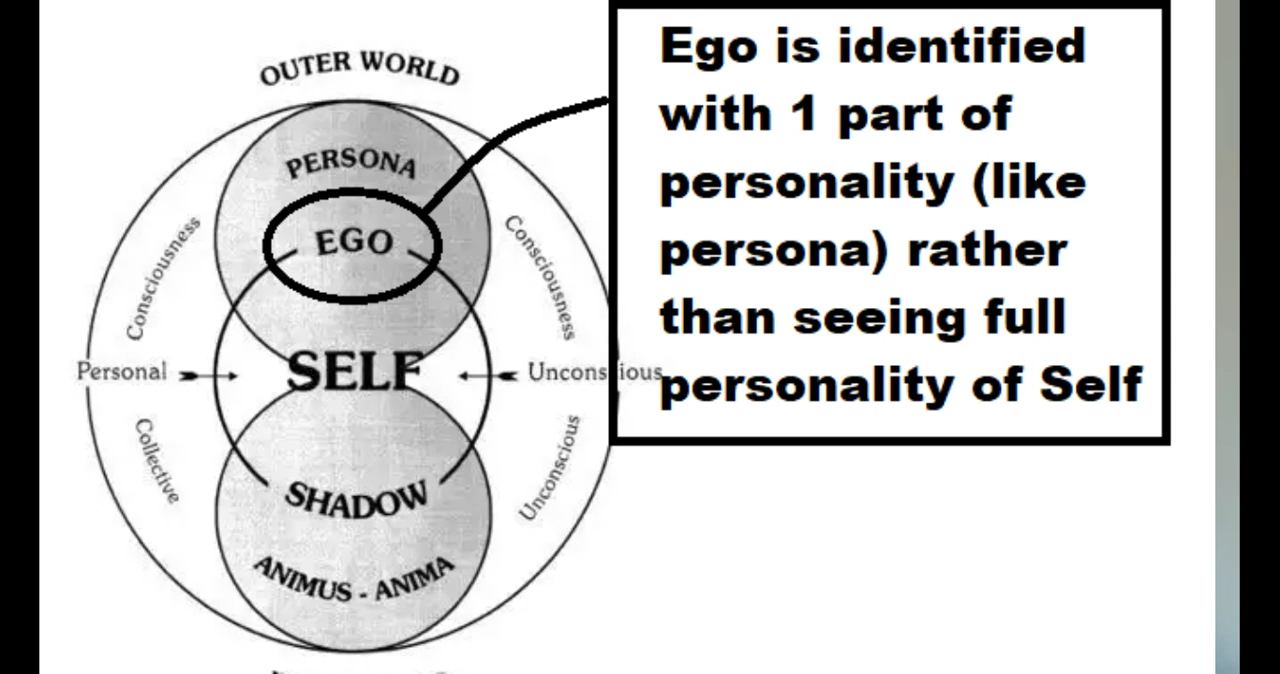 OUTER WORLD
PERSONA
EGO
Consciousness
Consciousness
Personal
SELF
Unconscious
Collective
Unconscious
SHADOW
ANIMUS - ANIMA
Ego is identified
with 1 part of
personality (like
persona) rather
than seeing full
personality of Self